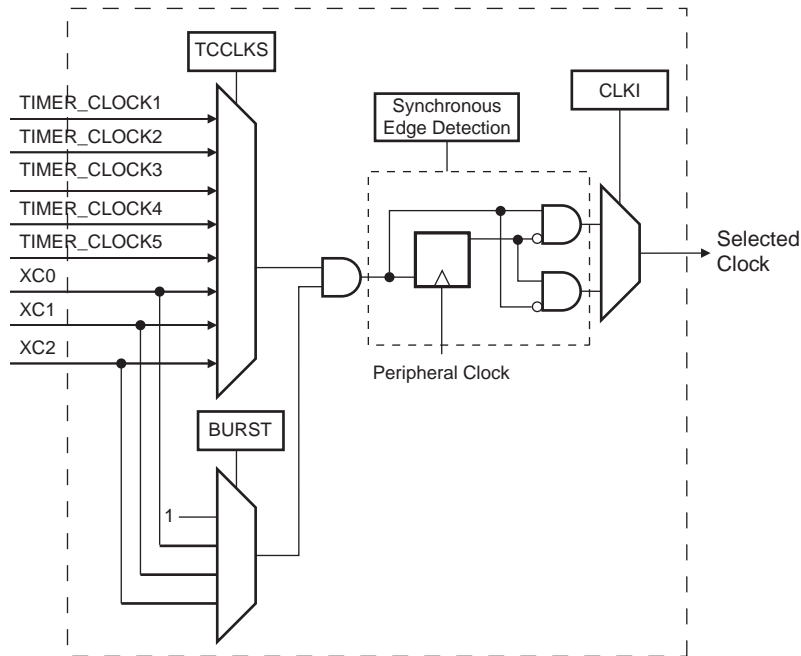 TCCLKS
TIMER_CLOCK1
TIMER_CLOCK2
TIMER_CLOCK3
TIMER_CLOCK4
TIMER_CLOCK5
XC0
XC1
XC2
Synchronous
Edge Detection
CLKI
Selected
Clock
Peripheral Clock
BURST
1